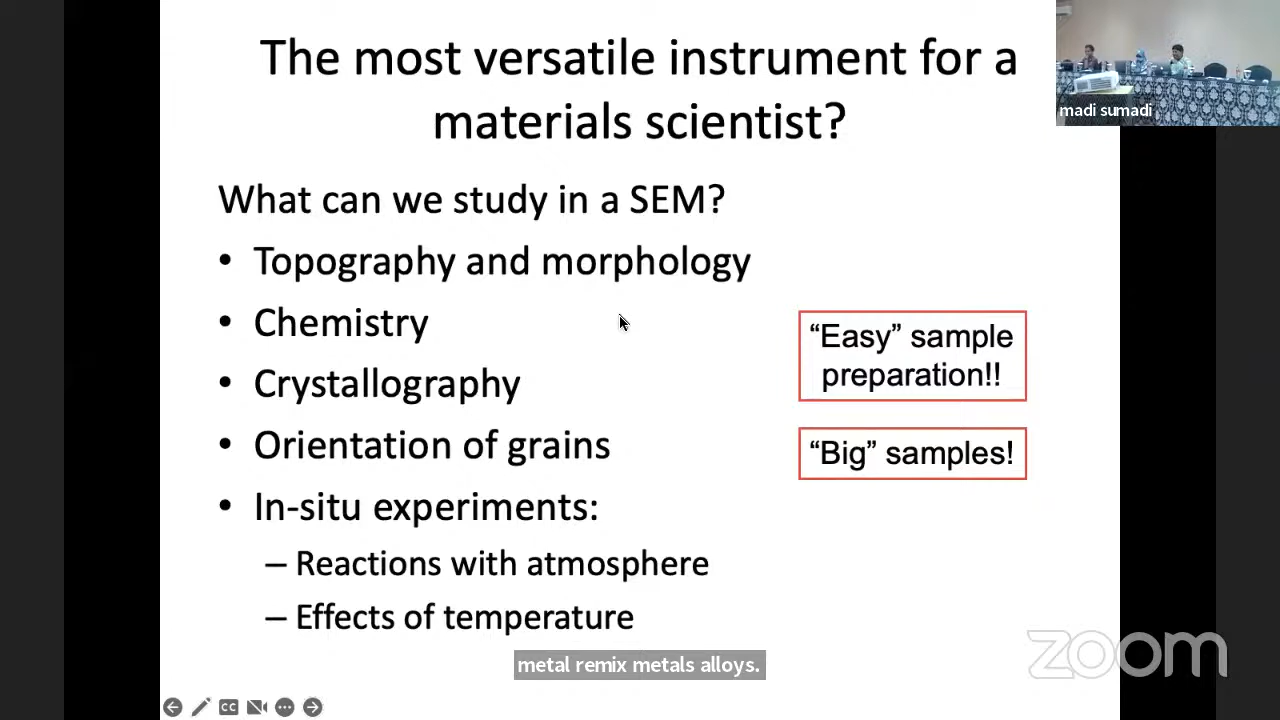 The most versatile instrument for a
materials scientist?
madi sumadi
What can we study in a SEM?
• Topography and morphology
• Chemistry
• Crystallography
• Orientation of grains
• In-situ experiments:
– Reactions with atmosphere
– Effects of temperature
“Easy” sample
preparation!!
“Big” samples!
metal remix metals alloys.
zoom
CC